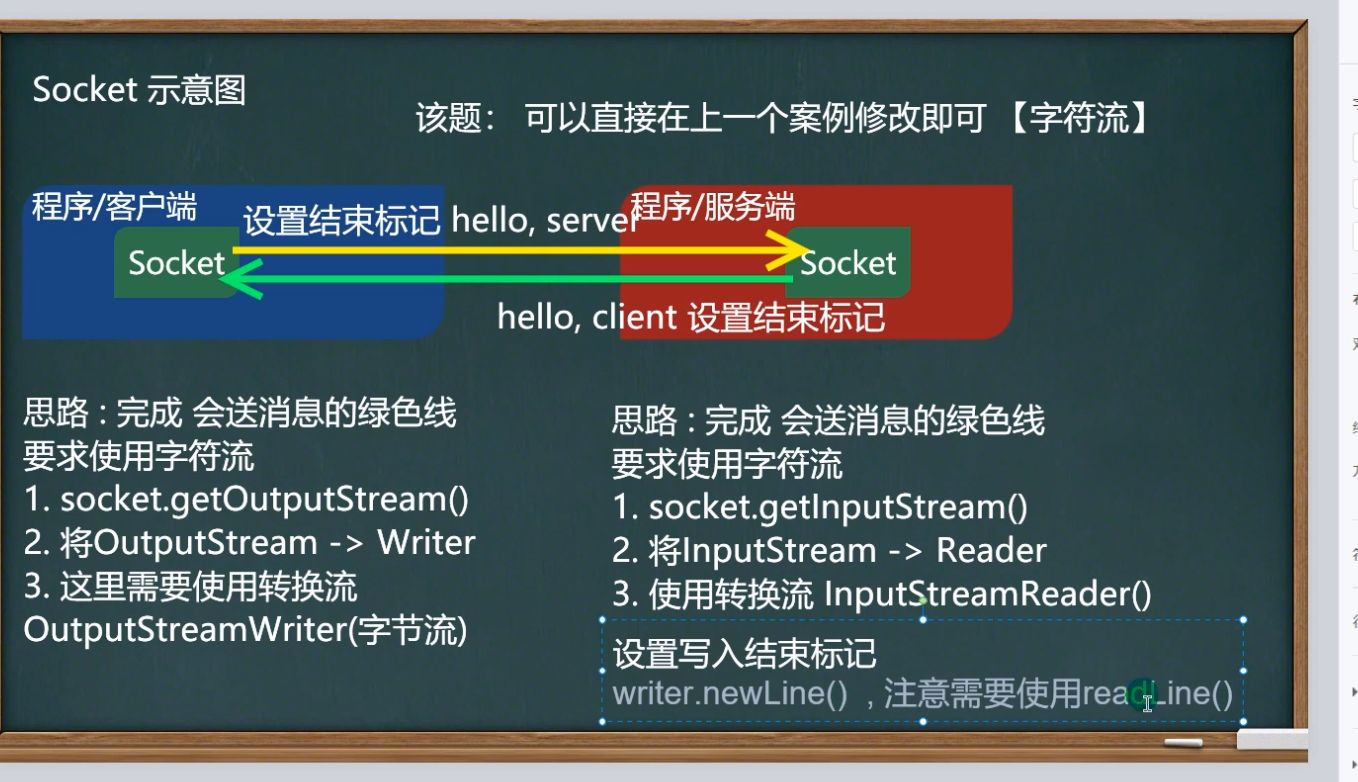 Socket 示意图
该题： 可以直接在上一个案例修改即可 【字符流】
程序/客户端
设置结束标记 hello, server
程序/服务端
Socket
Socket
hello, client 设置结束标记
思路 : 完成 会送消息的绿色线
要求使用字符流
1. socket.getOutputStream()
2. 将OutputStream -> Writer
3. 这里需要使用转换流
OutputStreamWriter(字节流)
思路 : 完成 会送消息的绿色线
要求使用字符流
1. socket.getInputStream()
2. 将InputStream -> Reader
3. 使用转换流 InputStreamReader()
设置写入结束标记
writer.newLine() , 注意需要使用readLine()